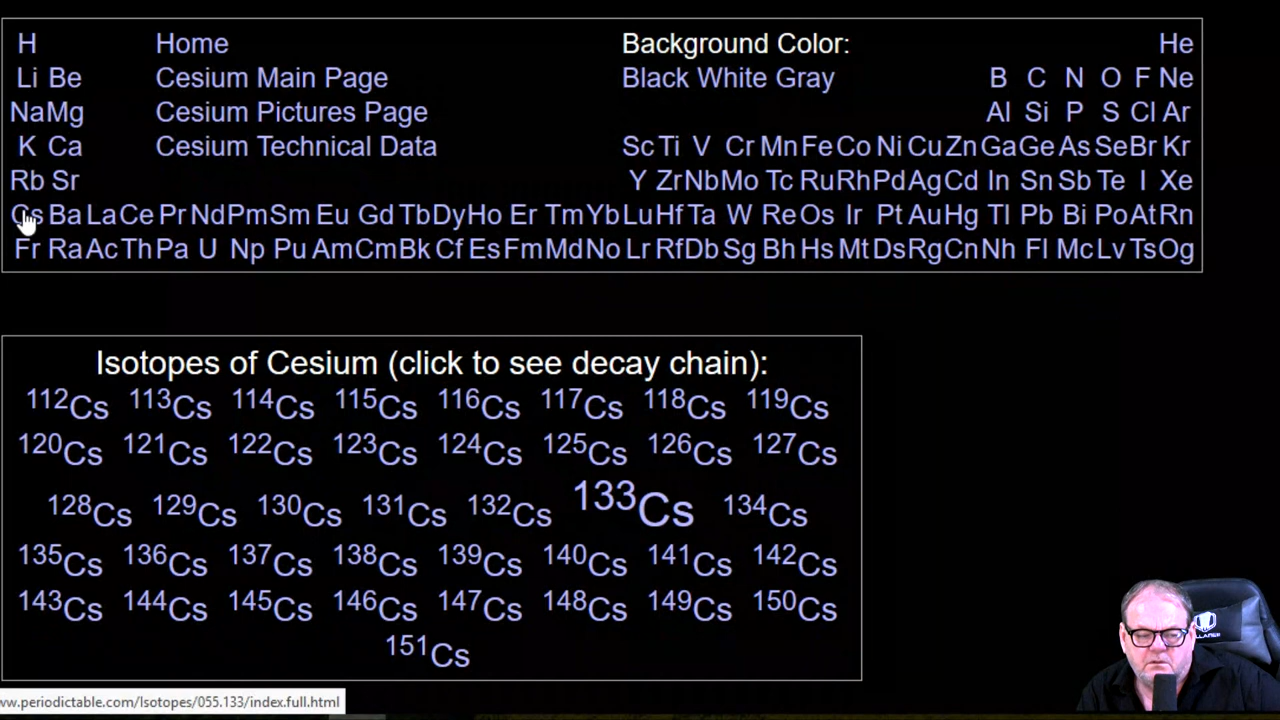 H Home Background Color: He
Li Be Cesium Main Page Black White Gray B C N O F Ne
Na Mg Cesium Pictures Page Al Si P S Cl Ar
K Ca Cesium Technical Data Sc Ti V Cr Mn Fe Co Ni Cu Zn Ga Ge As Se Br Kr
Rb Sr Y Zr Nb Mo Tc Ru Rh Pd Ag Cd In Sn Sb Te I Xe
Cs Ba La Ce Pr Nd Pm Sm Eu Gd Tb Dy Ho Er Tm Yb Lu Hf Ta W Re Os Ir Pt Au Hg Tl Pb Bi Po At Rn
Fr Ra Ac Th Pa U Np Pu Am Cm Bk Cf Es Fm Md No Lr Rf Db Sg Bh Hs Mt Ds Rg Cn Nh Fl Mc Lv Ts Og
Isotopes of Cesium (click to see decay chain):
112Cs 113Cs 114Cs 115Cs 116Cs 117Cs 118Cs 119Cs
120Cs 121Cs 122Cs 123Cs 124Cs 125Cs 126Cs 127Cs
128Cs 129Cs 130Cs 131Cs 132Cs 133Cs 134Cs
135Cs 136Cs 137Cs 138Cs 139Cs 140Cs 141Cs 142Cs
143Cs 144Cs 145Cs 146Cs 147Cs 148Cs 149Cs 150Cs
151Cs
ww.periodictable.com/Isotopes/055.133/index.full.html